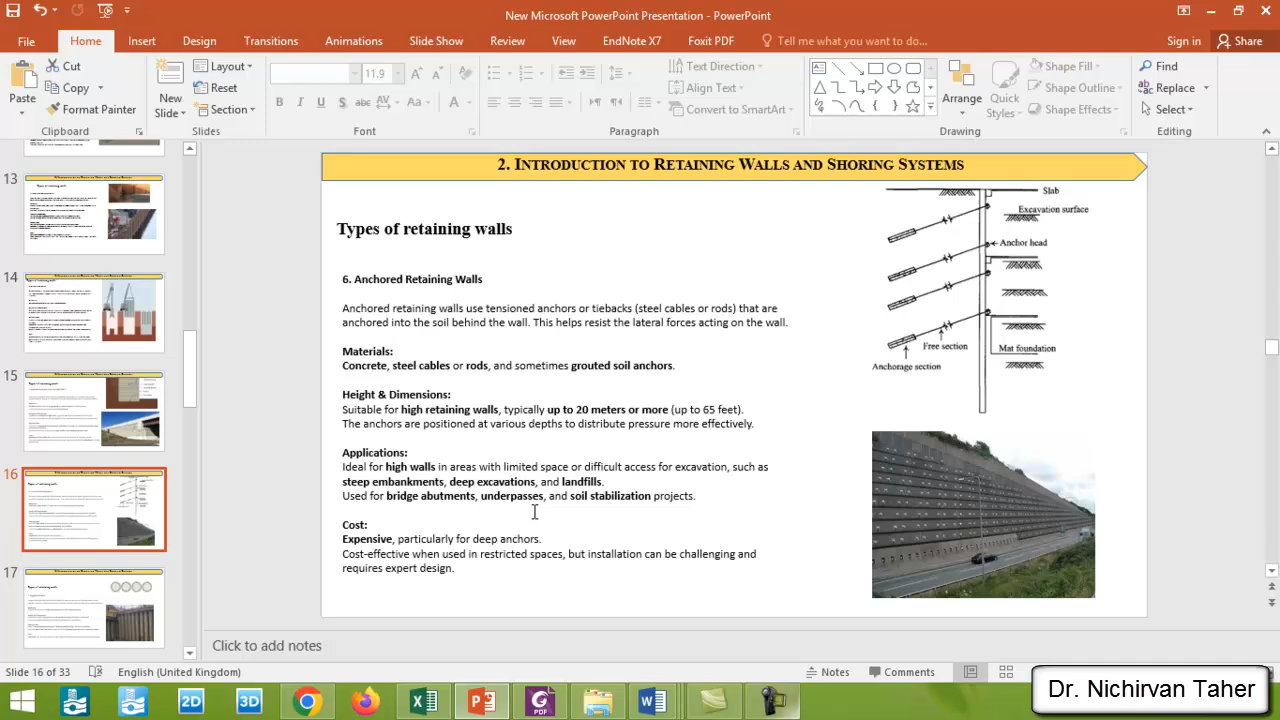 New Microsoft PowerPoint Presentation - PowerPoint
File Home Insert Design Transitions Animations Slide Show Review View EndNote X7 Foxit PDF Tell me what you want to do... Sign in Share
Paste
Cut
Copy
Format Painter
Clipboard
New Slide
Layout
Reset
Section
Slides
11.9
Font
Text Direction
Align Text
Convert to SmartArt
Paragraph
Arrange
Quick Styles
Shape Fill
Shape Outline
Shape Effects
Drawing
Find
Replace
Select
Editing
13
14
15
16
17
2. INTRODUCTION TO RETAINING WALLS AND SHORING SYSTEMS
Types of retaining walls
6. Anchored Retaining Walls
Anchored retaining walls use ground anchors or tiebacks (steel cables or rods) that are
anchored into the soil behind the wall. This helps resist the lateral forces acting on the wall.
Materials:
Concrete, steel cables or rods, and sometimes grouted soil anchors.
Height & Dimensions:
Suitable for high retaining walls, typically up to 20 meters or more (up to 65 feet).
The anchors are positioned at various depths to distribute pressure more effectively.
Applications:
Ideal for high walls in areas with limited space or difficult access for excavation, such as
steep embankments, deep excavations, and landfills.
Used for bridge abutments, underpasses, and soil stabilization projects.
Cost:
Expensive, particularly for deep anchors.
Cost-effective when used in restricted spaces, but installation can be challenging and
requires expert design.
Slab
Excavation surface
Anchor head
Free section
Mat foundation
Anchorage section
Click to add notes
Slide 16 of 33 English (United Kingdom) Notes Comments
2D 3D PDF
Dr. Nichirvan Taher